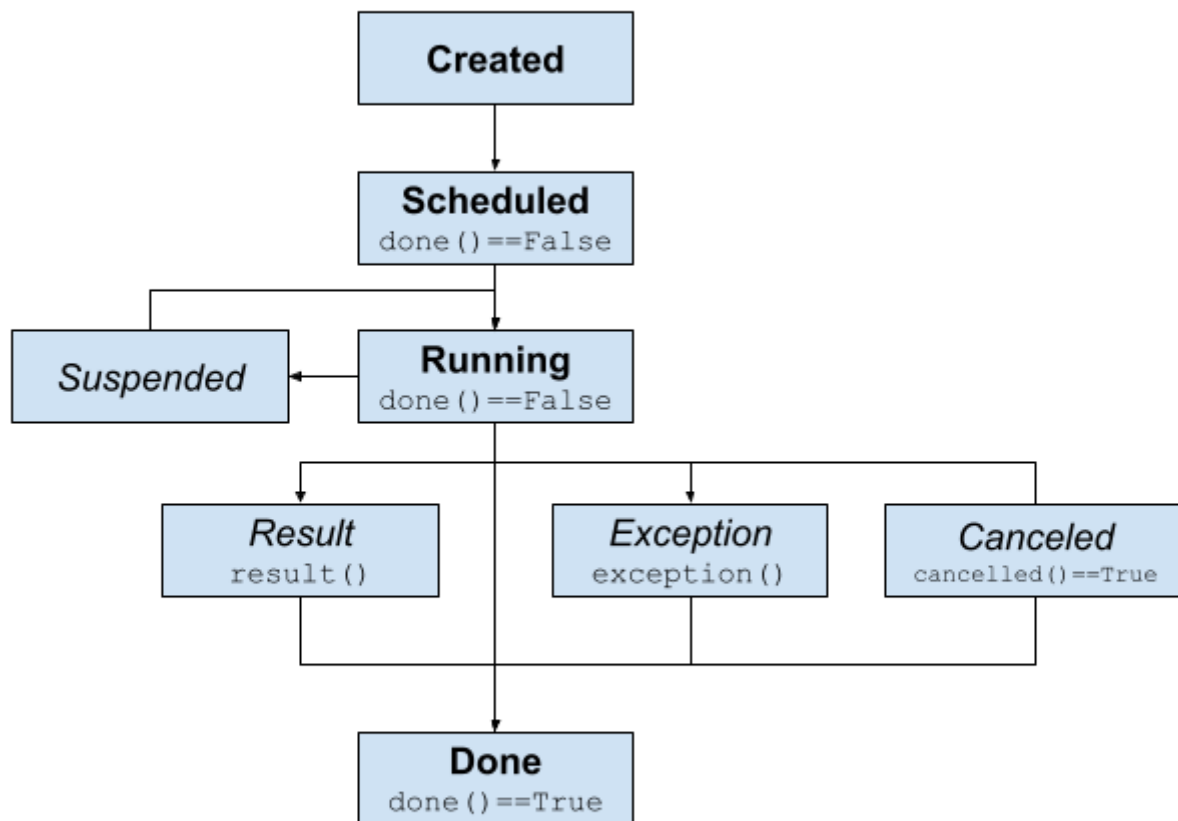 Created
Scheduled
done()==False
Suspended
Running
done()==False
Result
result()
Exception
exception()
Canceled
cancelled()==True
Done
done()==True